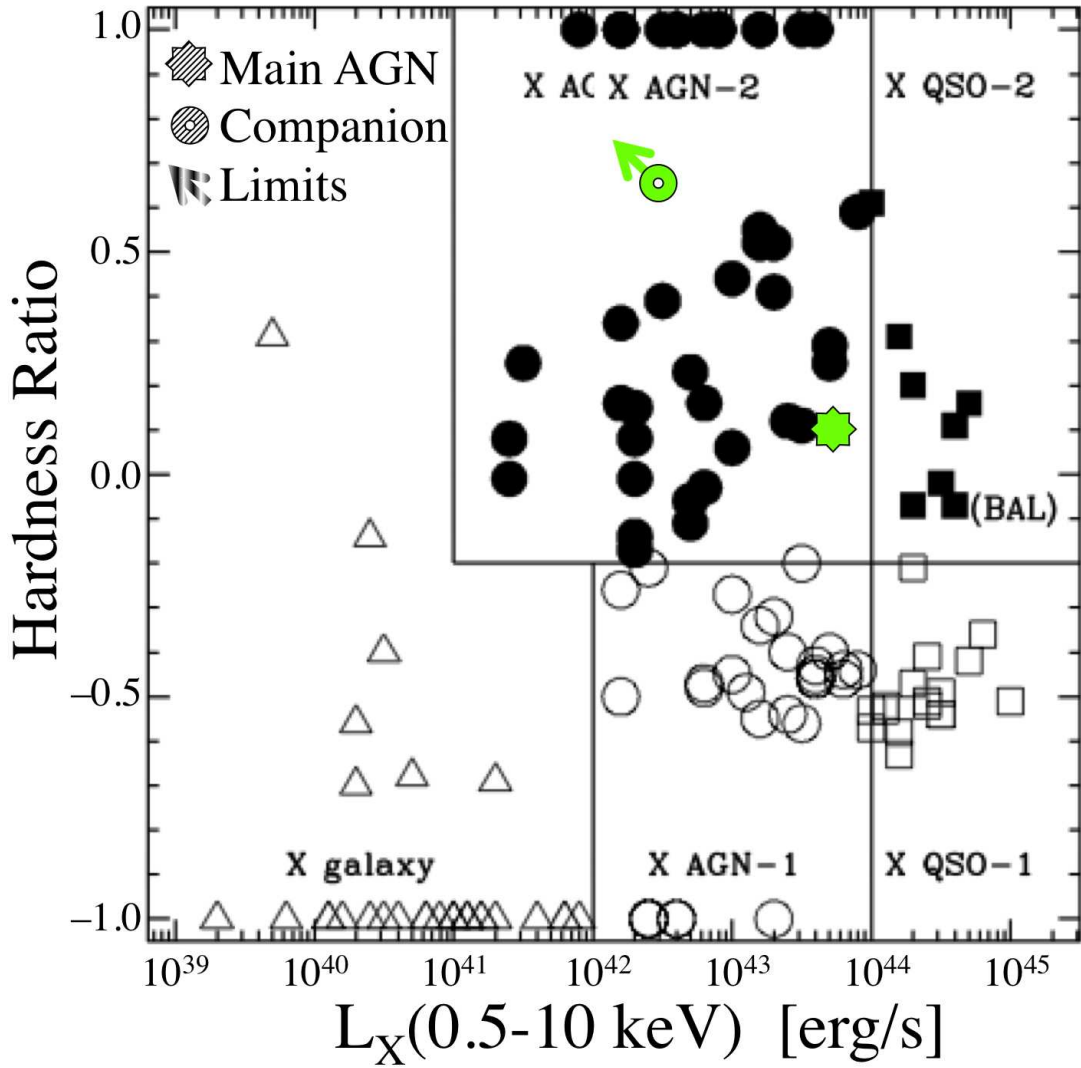 1.0
Main AGN
Companion
Limits
X AC X AGN-2
X QSO-2
0.5
0.0
(BAL)
−0.5
X galaxy
X AGN-1
X QSO-1
−1.0
Hardness Ratio
10³⁹ 10⁴⁰ 10⁴¹ 10⁴² 10⁴³ 10⁴⁴ 10⁴⁵
L_X(0.5-10 keV) [erg/s]